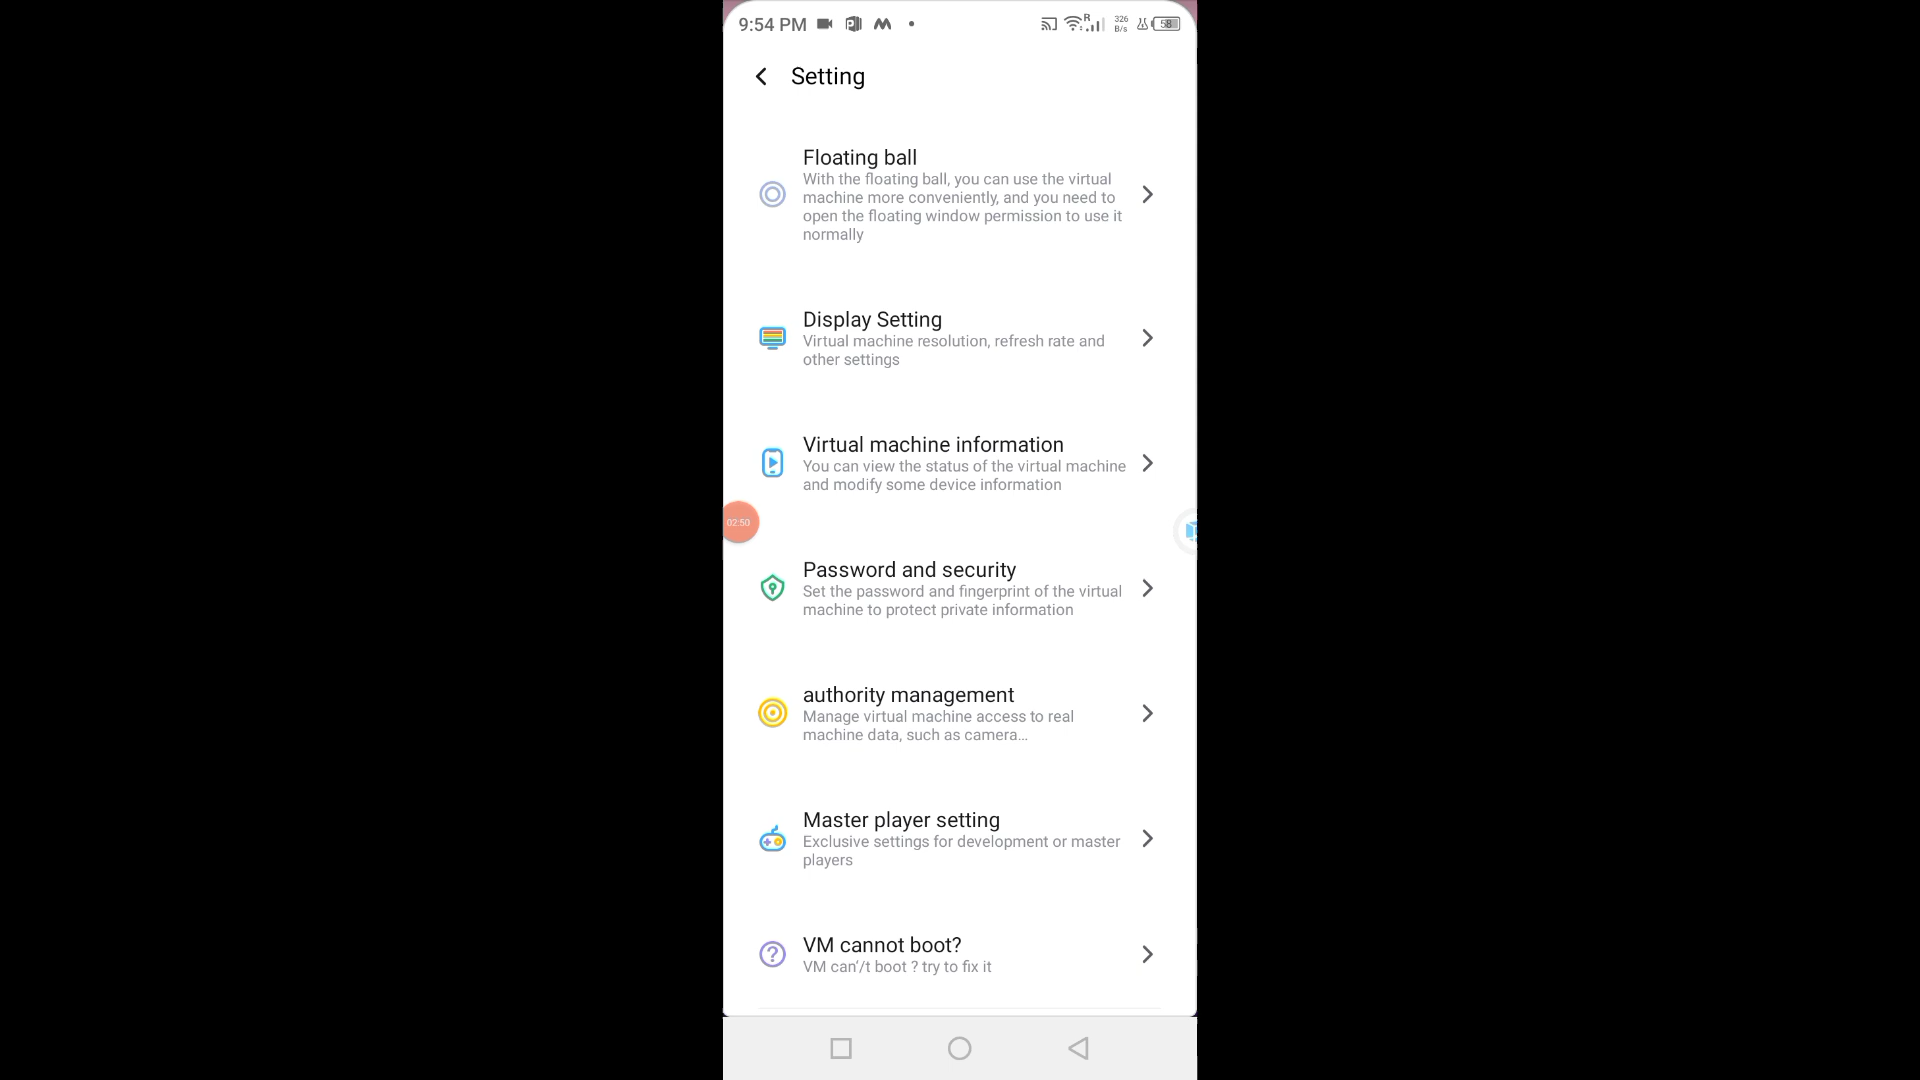 9:54 PM
R
326
B/s
58
Setting
Floating ball
With the floating ball, you can use the virtual
machine more conveniently, and you need to
open the floating window permission to use it
normally
Display Setting
Virtual machine resolution, refresh rate and
other settings
Virtual machine information
You can view the status of the virtual machine
and modify some device information
02:50
Password and security
Set the password and fingerprint of the virtual
machine to protect private information
authority management
Manage virtual machine access to real
machine data, such as camera...
Master player setting
Exclusive settings for development or master
players
VM cannot boot?
VM can'/t boot ? try to fix it